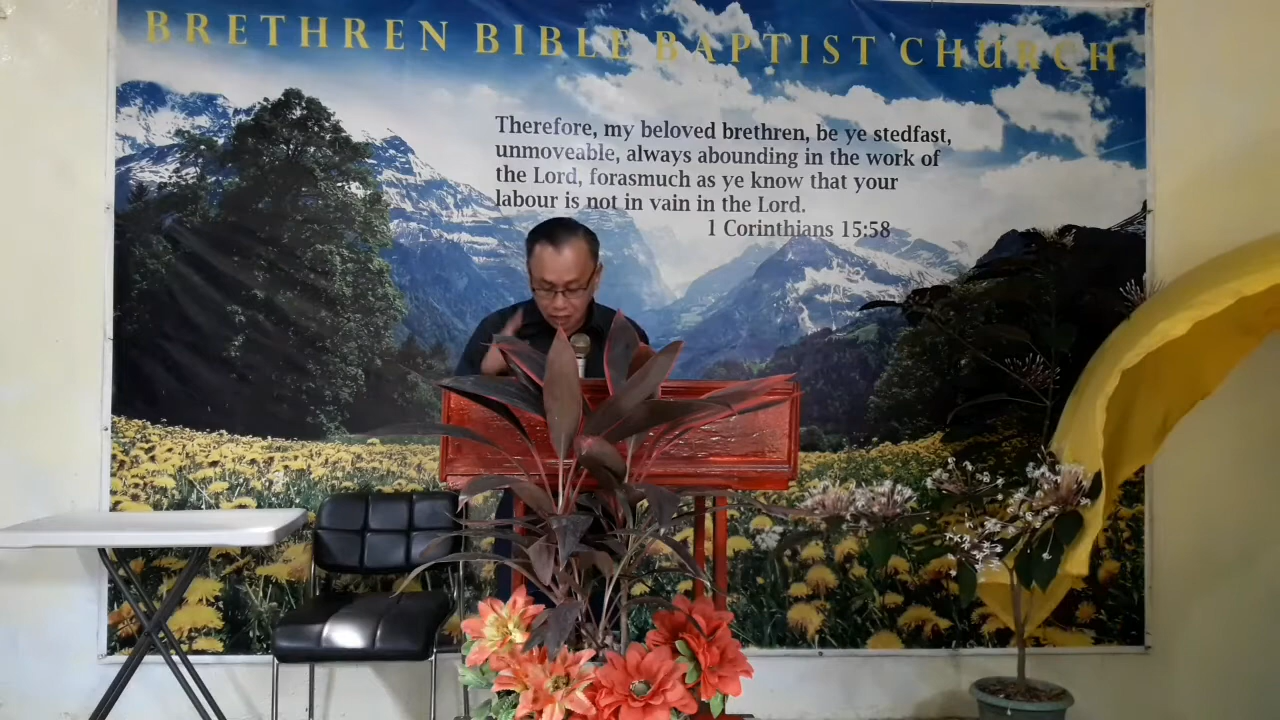 BRETHREN BIBLE BAPTIST CHURCH
Therefore, my beloved brethren, be ye stedfast,
unmoveable, always abounding in the work of
the Lord, forasmuch as ye know that your
labour is not in vain in the Lord.
1 Corinthians 15:58